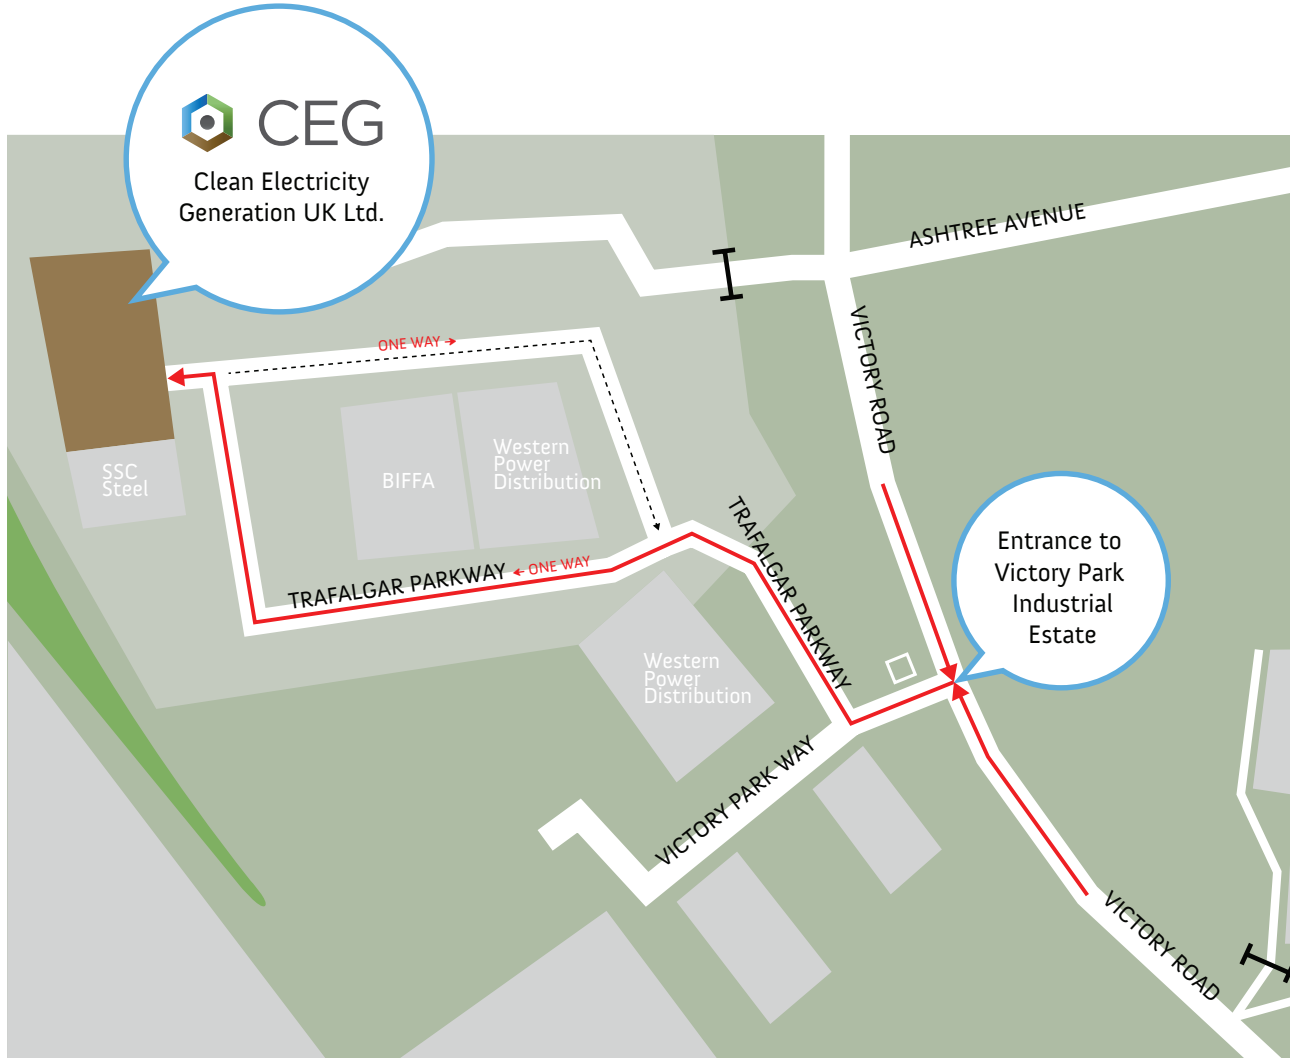 CEG
Clean Electricity
Generation UK Ltd.
ASHTREE AVENUE
VICTORY ROAD
ONE WAY →
SSC
Steel
BIFFA
Western
Power
Distribution
TRAFALGAR PARKWAY
← ONE WAY
TRAFALGAR PARKWAY
Entrance to
Victory Park
Industrial
Estate
Western
Power
Distribution
VICTORY PARK WAY
VICTORY ROAD